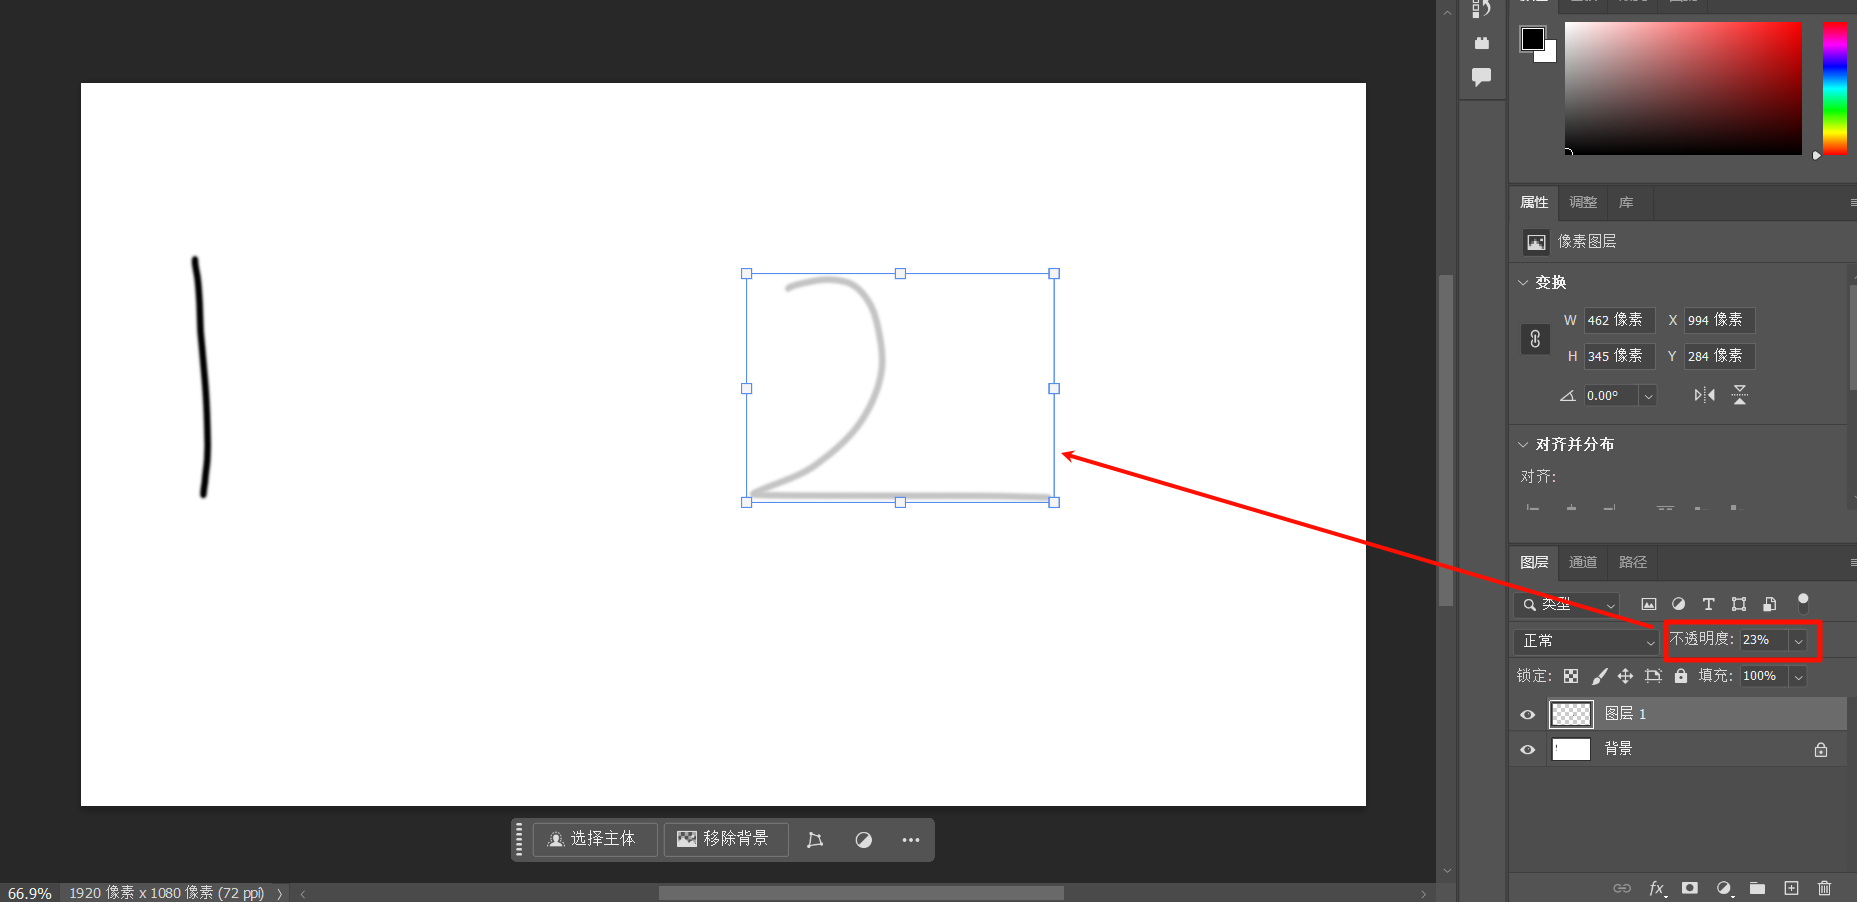 1
2
属性 调整 库
像素图层
变换
W 462 像素 X 994 像素
H 345 像素 Y 284 像素
0.00°
对齐并分布
对齐:
图层 通道 路径
类型
正常 不透明度: 23%
锁定: 填充: 100%
图层 1
背景
选择主体 移除背景
66.9% 1920 像素 x 1080 像素 (72 ppi)
fx